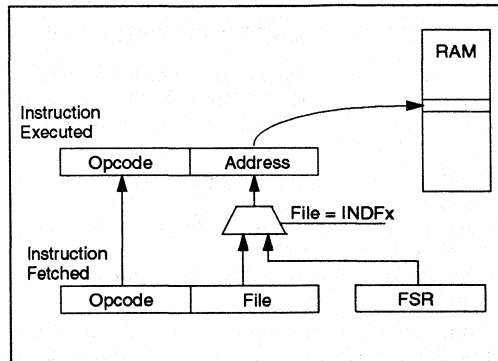 RAM
Instruction
Executed
Opcode
Address
File = INDFx
Instruction
Fetched
Opcode
File
FSR